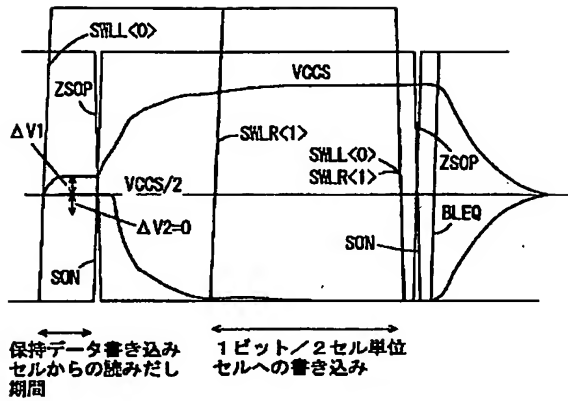 SWLL<0>
ZSOP
VCCS
ΔV1
SWLR<1>
ZSOP
VCCS/2
SWLL<0>
SWLR<1>
BLEQ
ΔV2=0
SON
SON
保持データ書き込み
セルからの読みだし
期間
1ビット/2セル単位
セルへの書き込み